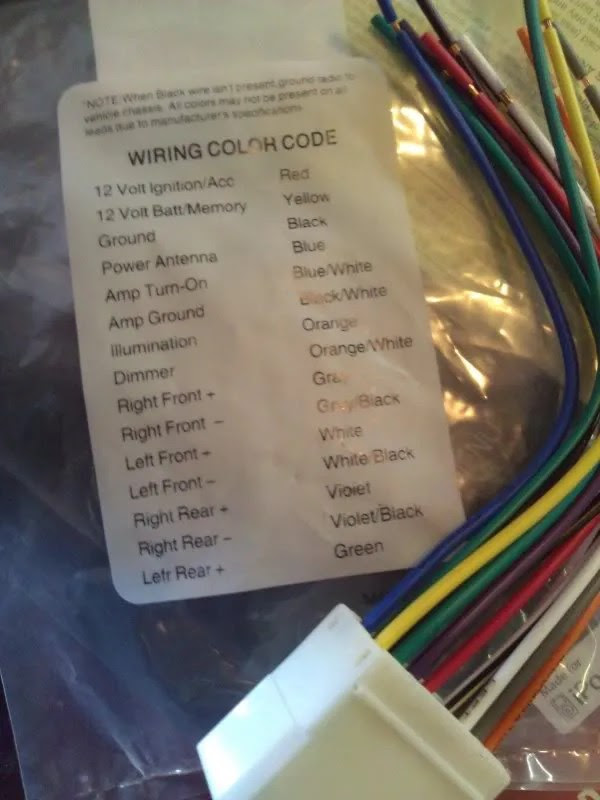 *NOTE: When Black wire isn't present, ground radio to
vehicle chassis. All colors may not be present on all
leads due to manufacturer's specifications.
WIRING COLOR CODE
12 Volt Ignition/Acc Red
12 Volt Batt/Memory Yellow
Ground Black
Power Antenna Blue
Amp Turn-On Blue/White
Amp Ground Black/White
Illumination Orange
Dimmer Orange/White
Right Front + Gray
Right Front − Gray/Black
Left Front + White
Left Front − White/Black
Right Rear + Violet
Right Rear − Violet/Black
Left Rear + Green
Made for